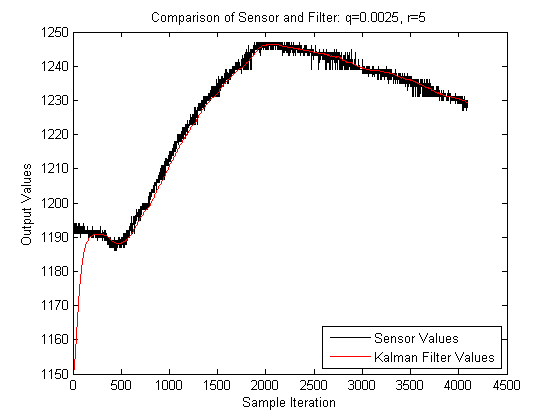 Comparison of Sensor and Filter: q=0.0025, r=5
Output Values
1250
1240
1230
1220
1210
1200
1190
1180
1170
1160
1150
0 500 1000 1500 2000 2500 3000 3500 4000 4500
Sample Iteration
Sensor Values
Kalman Filter Values